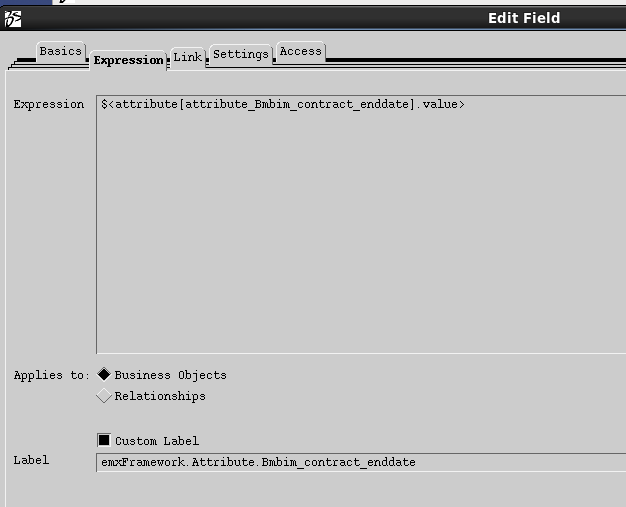 Edit Field
Basics Expression Link Settings Access
Expression $<attribute[attribute_Bmbim_contract_enddate].value>
Applies to: Business Objects
Relationships
Custom Label
Label emxFramework.Attribute.Bmbim_contract_enddate